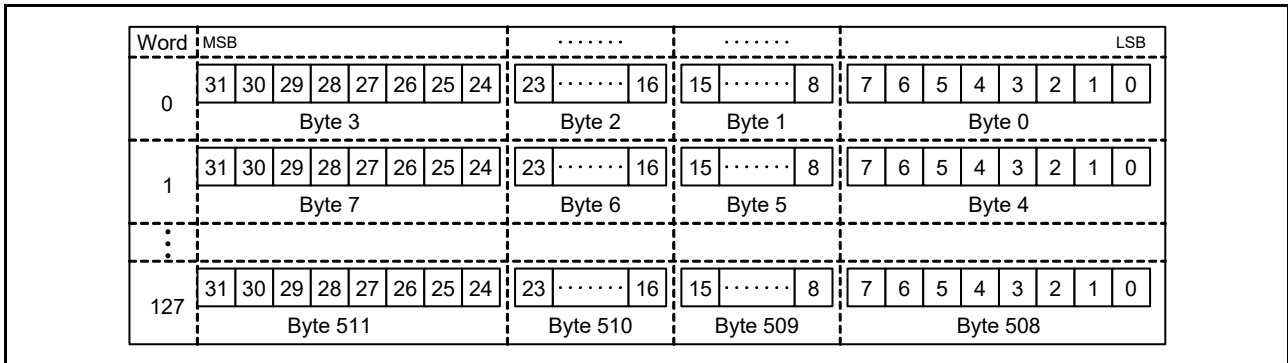 Word MSB ······· ······· LSB
0 31 30 29 28 27 26 25 24 23 ······· 16 15 ······· 8 7 6 5 4 3 2 1 0
Byte 3 Byte 2 Byte 1 Byte 0
1 31 30 29 28 27 26 25 24 23 ······· 16 15 ······· 8 7 6 5 4 3 2 1 0
Byte 7 Byte 6 Byte 5 Byte 4
⋮
127 31 30 29 28 27 26 25 24 23 ······· 16 15 ······· 8 7 6 5 4 3 2 1 0
Byte 511 Byte 510 Byte 509 Byte 508